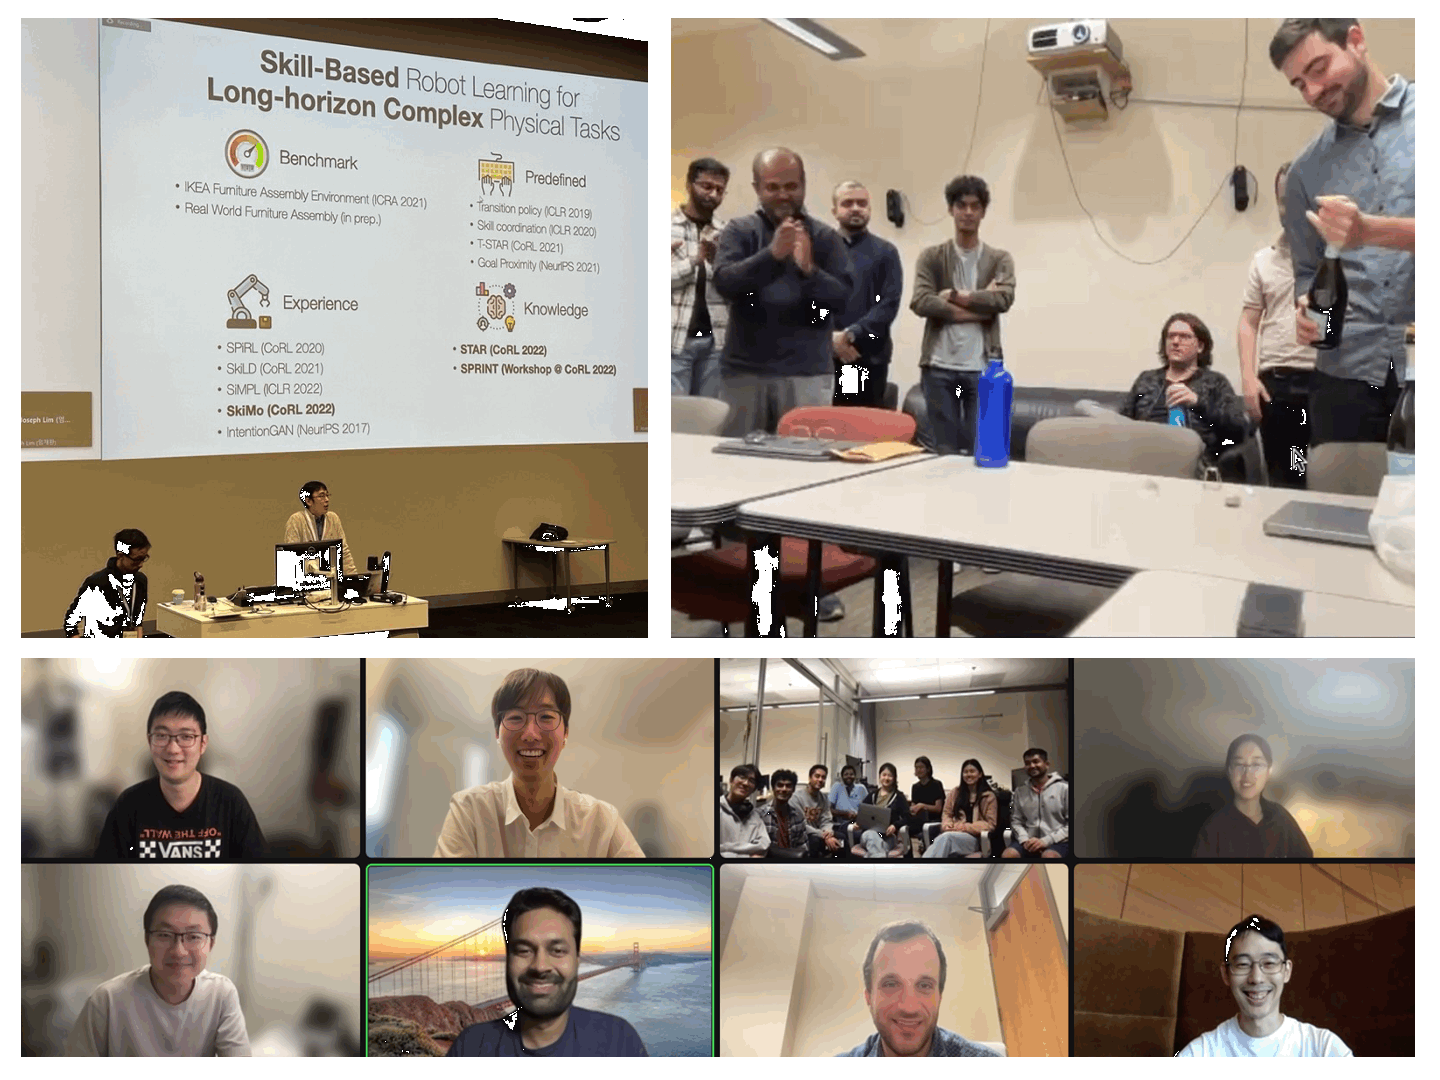 Recording...
Skill-Based Robot Learning for
Long-horizon Complex Physical Tasks
Benchmark
• IKEA Furniture Assembly Environment (ICRA 2021)
• Real World Furniture Assembly (in prep.)
Predefined
• Transition policy (ICLR 2019)
• Skill coordination (ICLR 2020)
• T-STAR (CoRL 2021)
• Goal Proximity (NeurIPS 2021)
Experience
• SPiRL (CoRL 2020)
• SkiLD (CoRL 2021)
• SiMPL (ICLR 2022)
• SkiMo (CoRL 2022)
• IntentionGAN (NeurIPS 2017)
Knowledge
• STAR (CoRL 2022)
• SPRINT (Workshop @ CoRL 2022)
Joseph Lim
"OFF THE WALL"
VANS